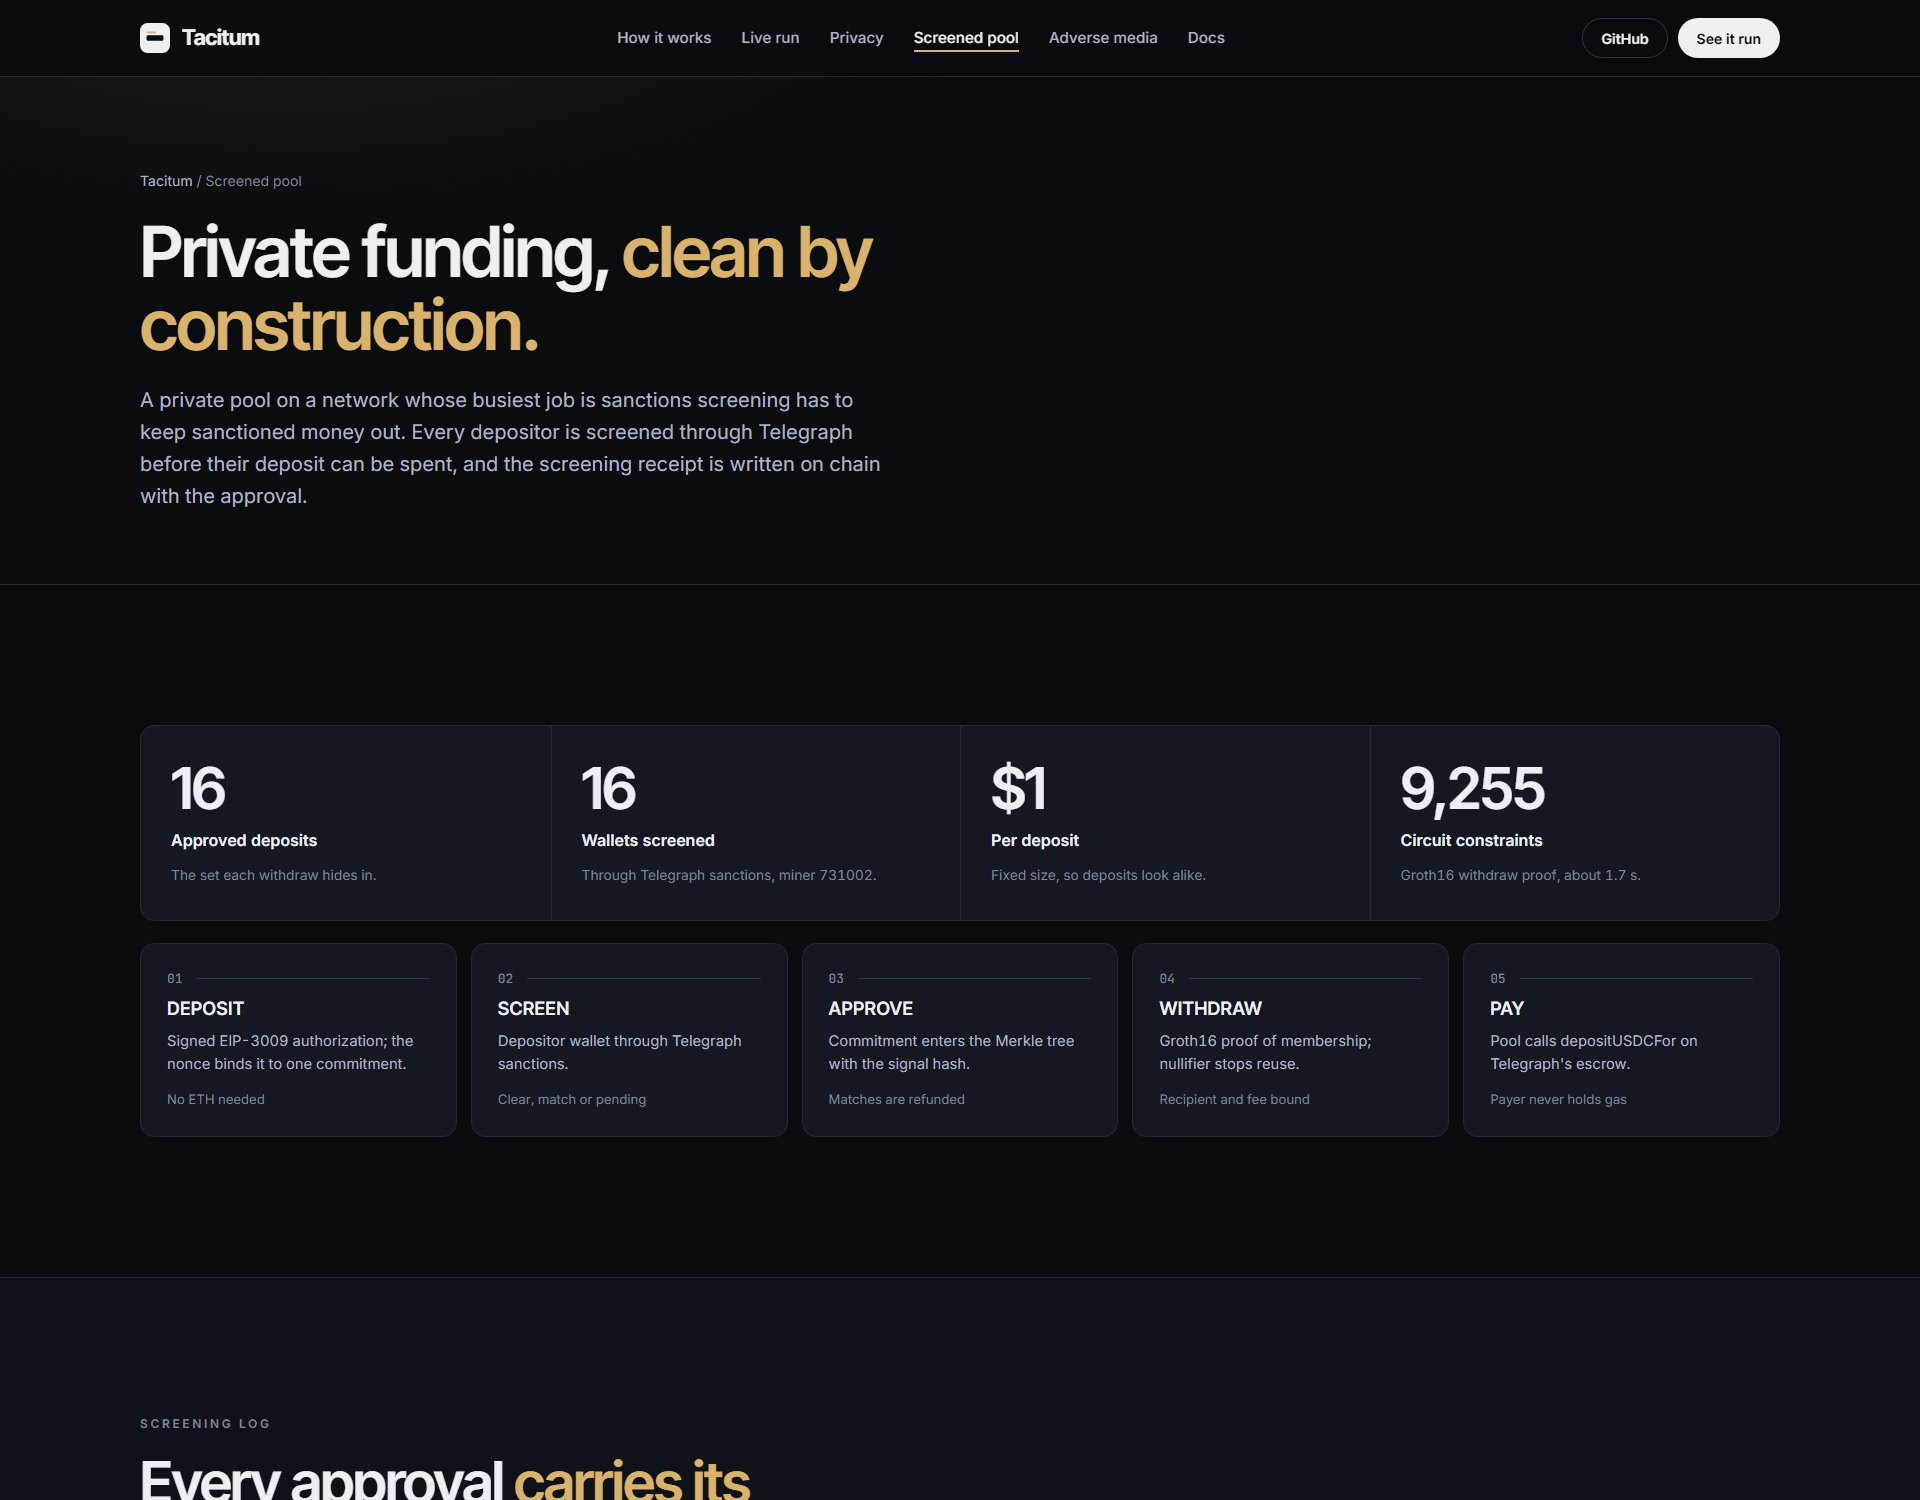 Tacitum
How it works
Live run
Privacy
Screened pool
Adverse media
Docs
GitHub
See it run
Tacitum / Screened pool
Private funding, clean by
construction.
A private pool on a network whose busiest job is sanctions screening has to
keep sanctioned money out. Every depositor is screened through Telegraph
before their deposit can be spent, and the screening receipt is written on chain
with the approval.
16
Approved deposits
The set each withdraw hides in.
16
Wallets screened
Through Telegraph sanctions, miner 731002.
$1
Per deposit
Fixed size, so deposits look alike.
9,255
Circuit constraints
Groth16 withdraw proof, about 1.7 s.
01
DEPOSIT
Signed EIP-3009 authorization; the
nonce binds it to one commitment.
No ETH needed
02
SCREEN
Depositor wallet through Telegraph
sanctions.
Clear, match or pending
03
APPROVE
Commitment enters the Merkle tree
with the signal hash.
Matches are refunded
04
WITHDRAW
Groth16 proof of membership;
nullifier stops reuse.
Recipient and fee bound
05
PAY
Pool calls depositUSDCFor on
Telegraph's escrow.
Payer never holds gas
SCREENING LOG
Every approval carries its